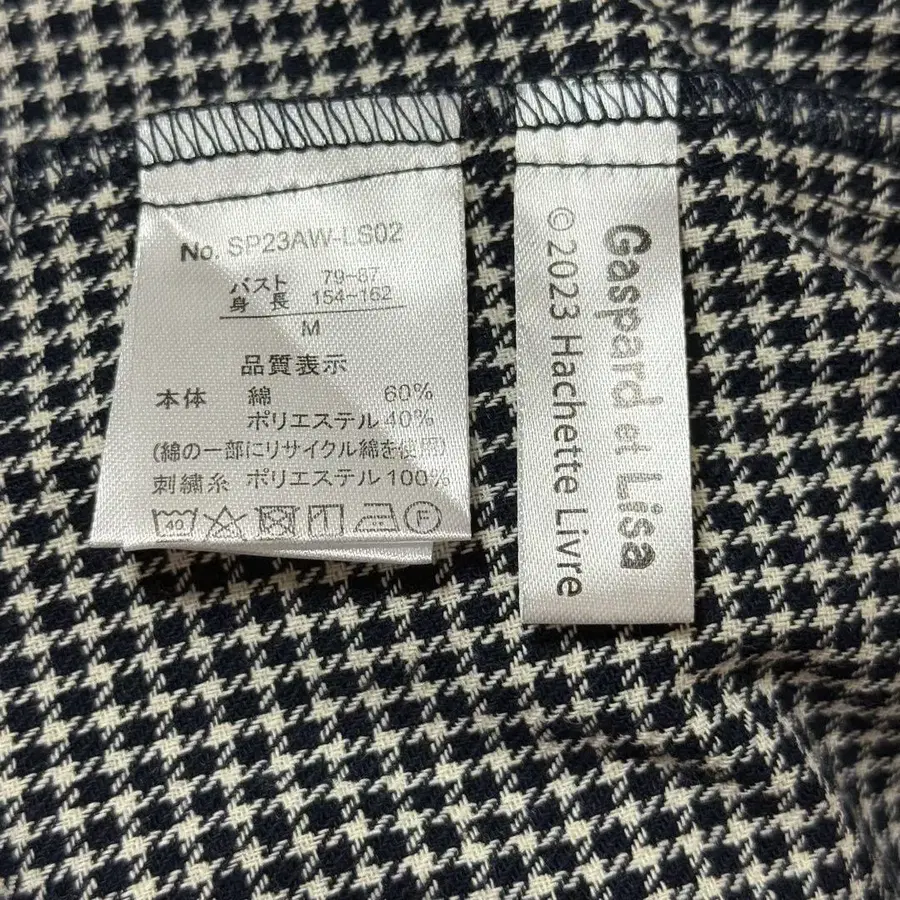 No. SP23AW-LS02
バスト 79~87
身長 154~162
M
品質表示
本体 綿 60%
ポリエステル 40%
(綿の一部にリサイクル綿を使用)
刺繍糸 ポリエステル 100%
40 F
Gaspard et Lisa
© 2023 Hachette Livre